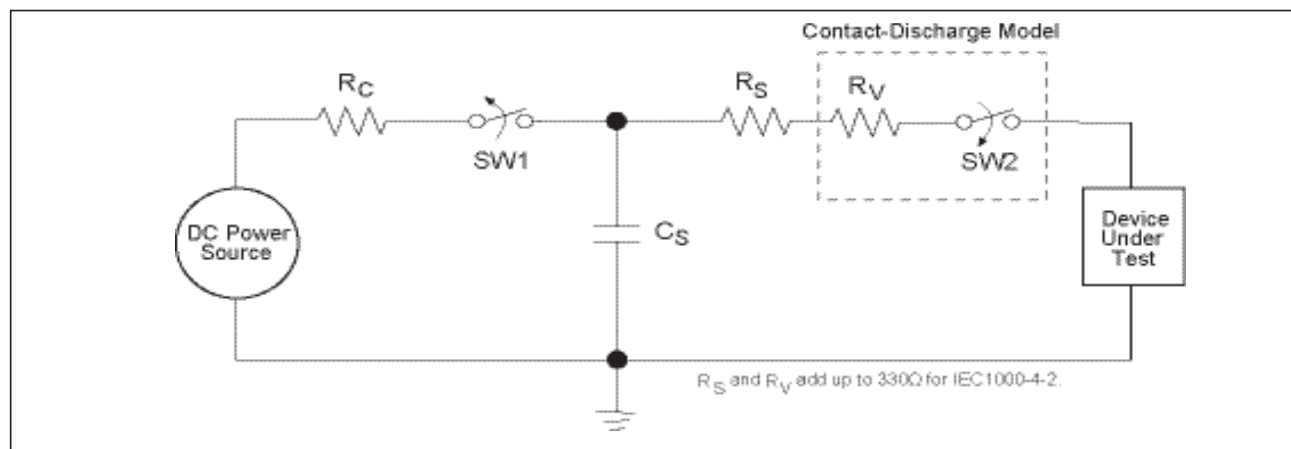 Contact-Discharge Model
RC
RS
RV
SW1
SW2
CS
DC Power
Source
Device
Under
Test
RS and RV add up to 330Ω for IEC1000-4-2.